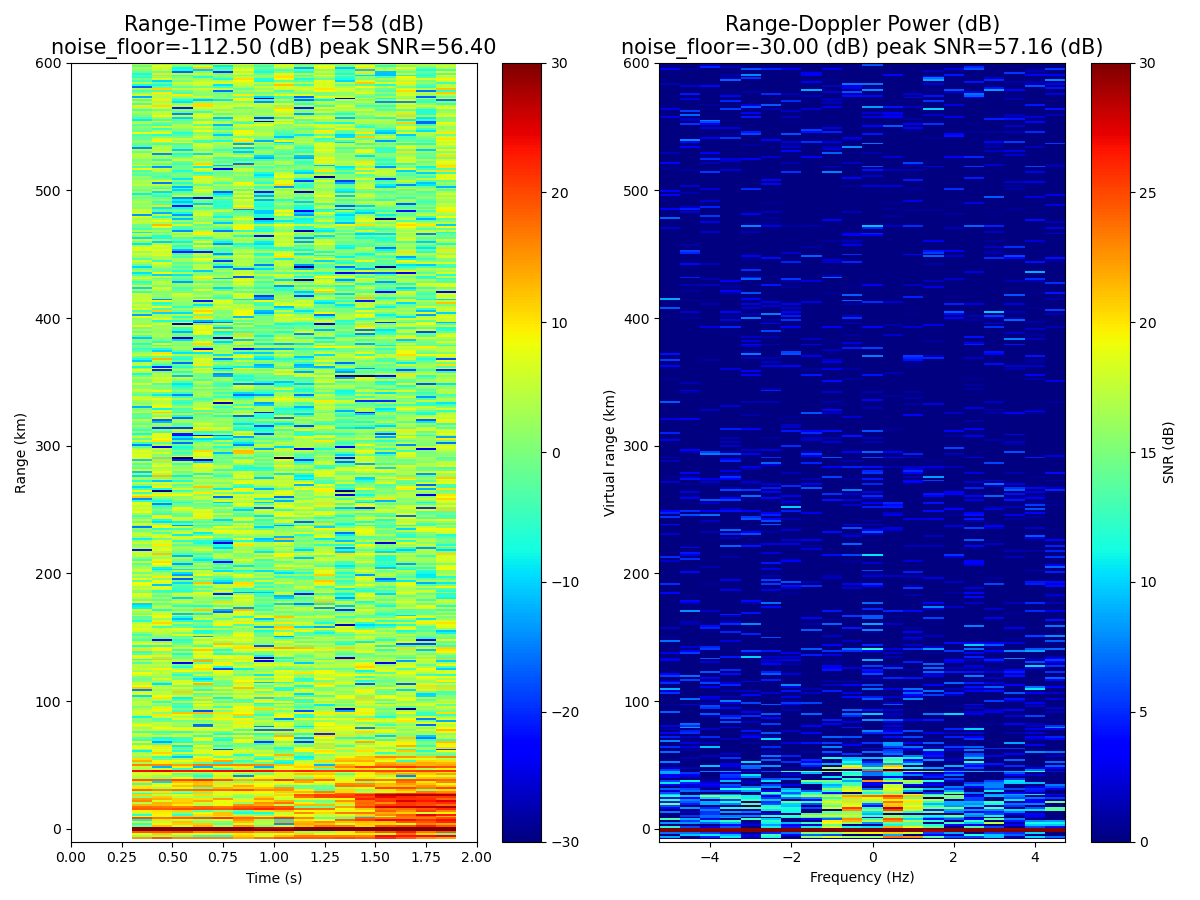 Range-Time Power f=58 (dB)
noise_floor=-112.50 (dB) peak SNR=56.40
Range-Doppler Power (dB)
noise_floor=-30.00 (dB) peak SNR=57.16 (dB)
600
500
400
300
200
100
0
Range (km)
0.00 0.25 0.50 0.75 1.00 1.25 1.50 1.75 2.00
Time (s)
30
20
10
0
−10
−20
−30
600
500
400
300
200
100
0
Virtual range (km)
−4 −2 0 2 4
Frequency (Hz)
30
25
20
15
10
5
0
SNR (dB)